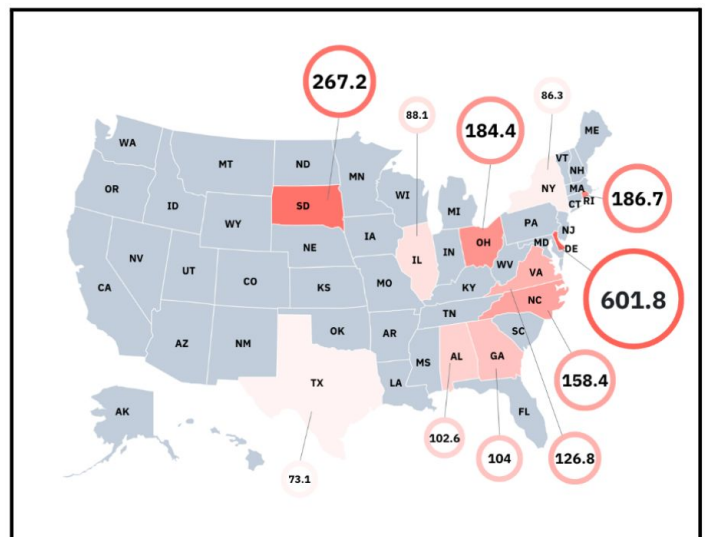 267.2
86.3
88.1
184.4
ME
WA
VT
MT
ND
NH
MN
OR
WI
NY
MA
ID
SD
CT
RI
186.7
MI
WY
PA
NJ
IA
OH
MD
DE
NE
NV
IL
IN
WV
UT
VA
CA
CO
KS
MO
KY
601.8
NC
TN
OK
AR
SC
AZ
NM
AL
GA
MS
158.4
TX
LA
AK
FL
102.6
104
126.8
73.1